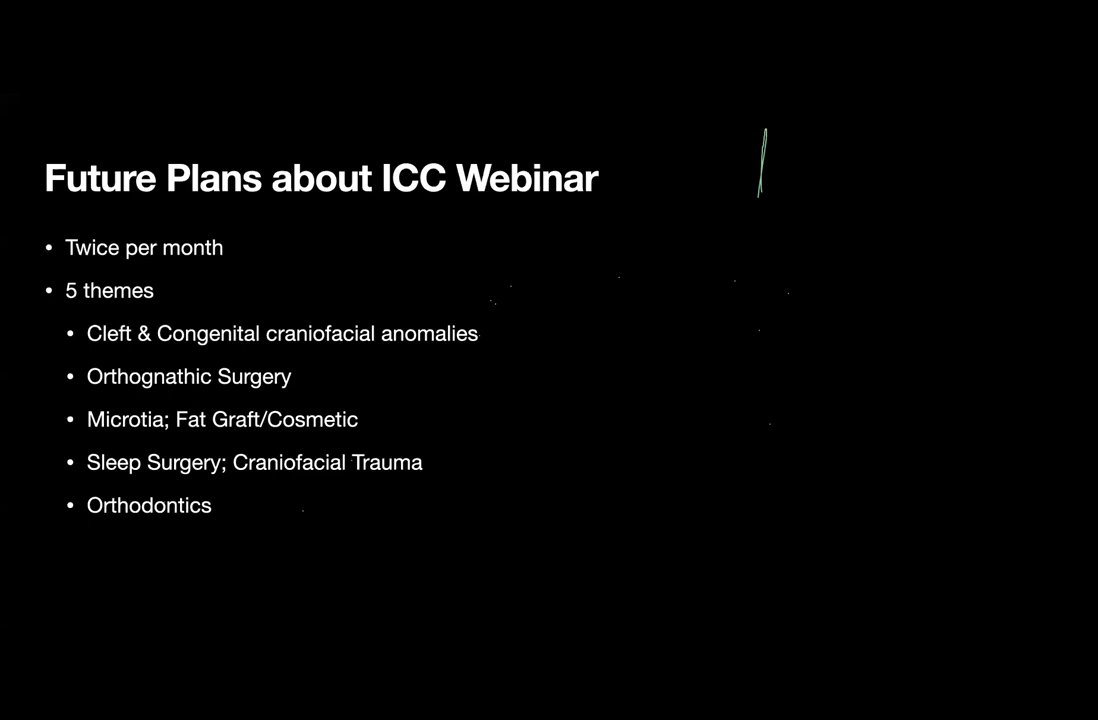 Future Plans about ICC Webinar
• Twice per month
• 5 themes
• Cleft & Congenital craniofacial anomalies
• Orthognathic Surgery
• Microtia; Fat Graft/Cosmetic
• Sleep Surgery; Craniofacial Trauma
• Orthodontics